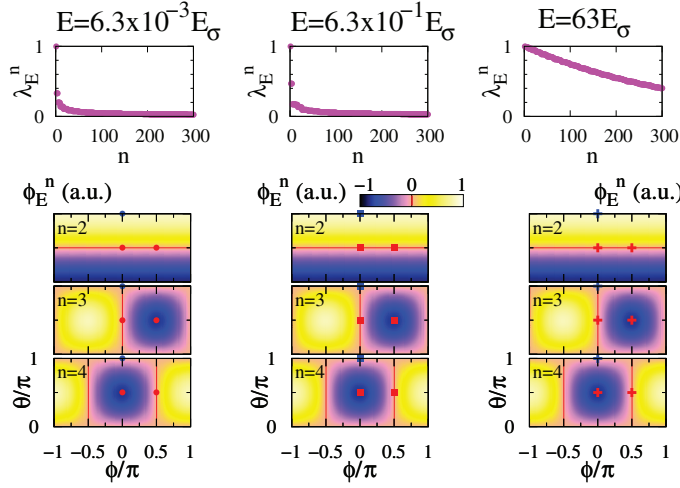 E=6.3x10⁻³E_σ E=6.3x10⁻¹E_σ E=63E_σ
1 1 1
λ_E^n λ_E^n λ_E^n
0 0 0
0 100 200 300 0 100 200 300 0 100 200 300
n n n
ϕ_E^n (a.u.) ϕ_E^n (a.u.) −1 0 1 ϕ_E^n (a.u.)
n=2 n=2 n=2
n=3 n=3 n=3
1 1 1
n=4 n=4 n=4
θ/π θ/π θ/π
0 0 0
−1 −0.5 0 0.5 1 −1 −0.5 0 0.5 1 −1 −0.5 0 0.5 1
ϕ/π ϕ/π ϕ/π